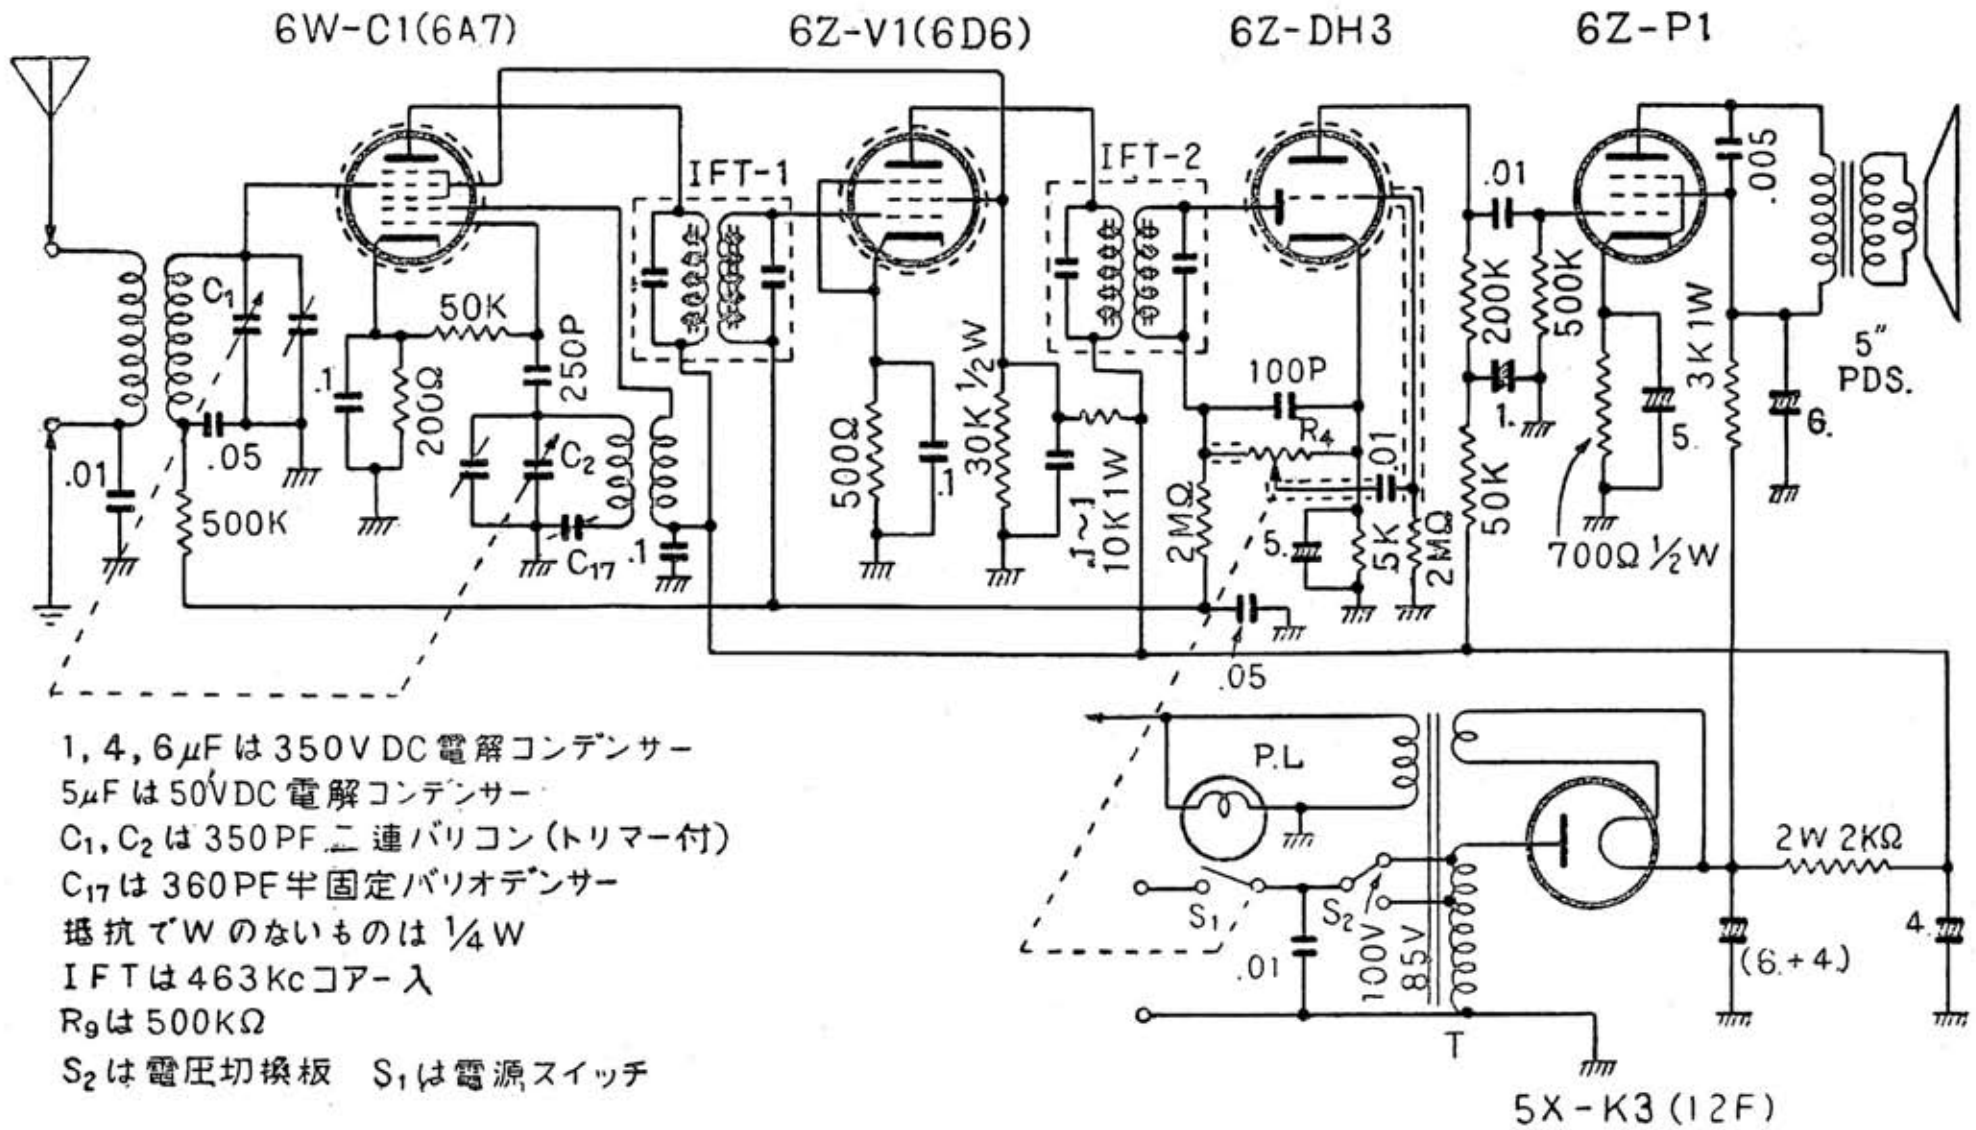 6W-C1(6A7)
6Z-V1(6D6)
6Z-DH3
6Z-P1
IFT-1
IFT-2
C1
50K
.1
200Ω
250P
C2
C17
.1
.01
.05
500K
500Ω
.1
30K 1/2W
.1~1
10K1W
100P
R4
.01
2MΩ
5.
5K
2MΩ
.05
.01
200K
500K
1.
50K
.005
3K1W
5.
6.
700Ω 1/2W
5"
PDS.
1, 4, 6μFは350VDC電解コンデンサー
5μFは50VDC電解コンデンサー
C1, C2は350PF二連バリコン(トリマー付)
C17は360PF半固定バリオデンサー
抵抗でWのないものは1/4W
IFTは463Kcコアー入
R9は500KΩ
S2は電圧切換板 S1は電源スイッチ
P.L
S1
S2
.01
100V
85V
T
2W 2KΩ
(6.+4.)
4.
5X-K3(12F)